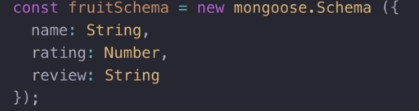 const fruitSchema = new mongoose.Schema ({
  name: String,
  rating: Number,
  review: String
});